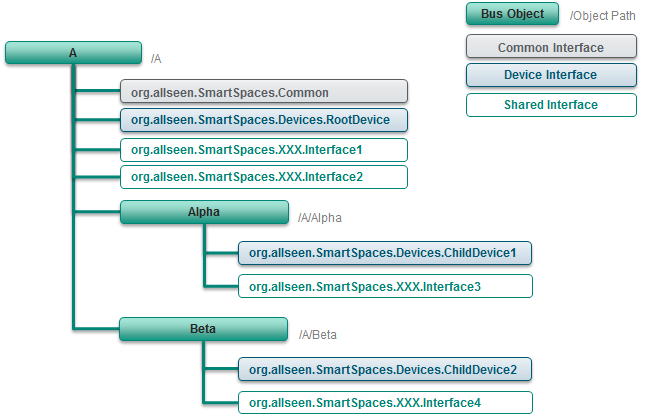 Bus Object /Object Path
Common Interface
Device Interface
Shared Interface
A /A
org.allseen.SmartSpaces.Common
org.allseen.SmartSpaces.Devices.RootDevice
org.allseen.SmartSpaces.XXX.Interface1
org.allseen.SmartSpaces.XXX.Interface2
Alpha /A/Alpha
org.allseen.SmartSpaces.Devices.ChildDevice1
org.allseen.SmartSpaces.XXX.Interface3
Beta /A/Beta
org.allseen.SmartSpaces.Devices.ChildDevice2
org.allseen.SmartSpaces.XXX.Interface4